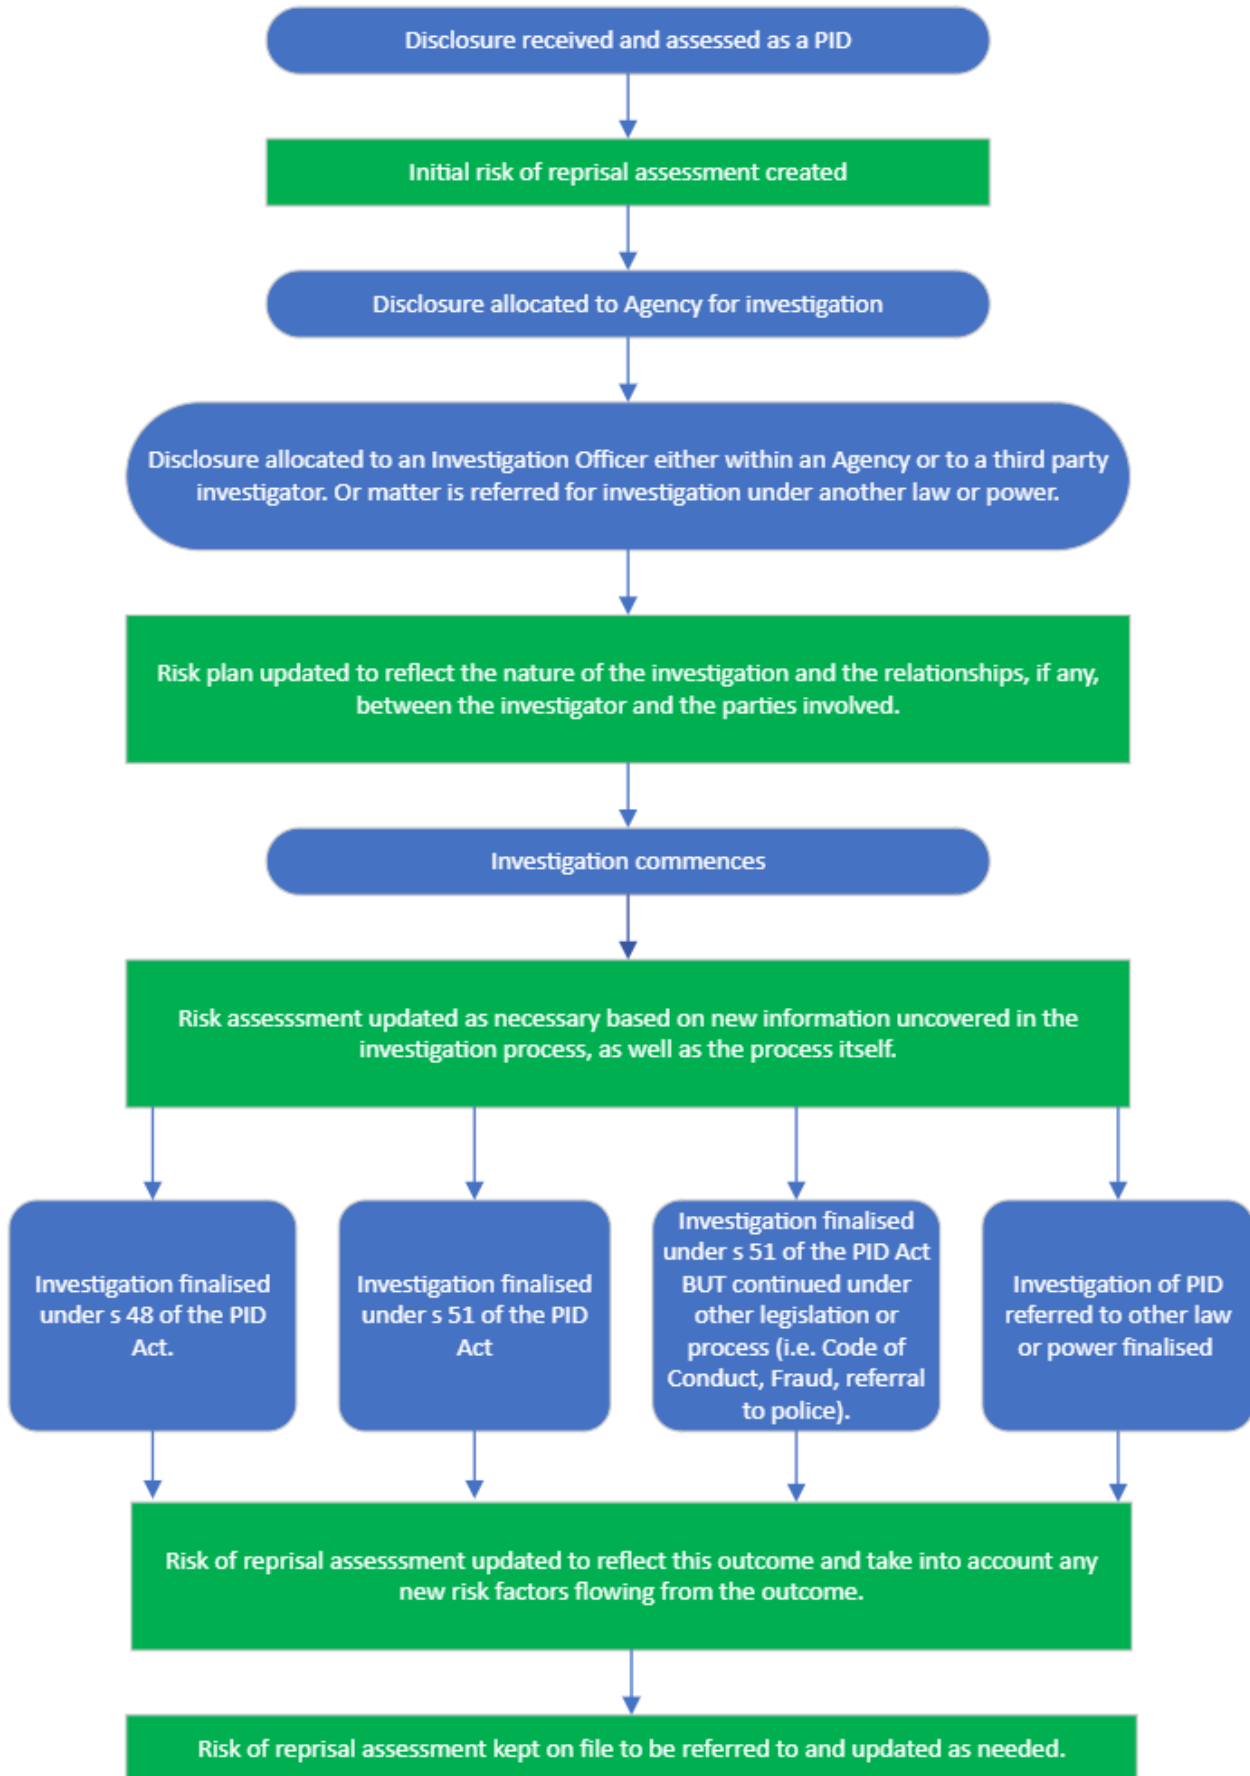 Disclosure received and assessed as a PID
Initial risk of reprisal assessment created
Disclosure allocated to Agency for investigation
Disclosure allocated to an Investigation Officer either within an Agency or to a third party
investigator. Or matter is referred for investigation under another law or power.
Risk plan updated to reflect the nature of the investigation and the relationships, if any,
between the investigator and the parties involved.
Investigation commences
Risk assesssment updated as necessary based on new information uncovered in the
investigation process, as well as the process itself.
Investigation finalised
under s 48 of the PID
Act.
Investigation finalised
under s 51 of the PID
Act
Investigation finalised
under s 51 of the PID Act
BUT continued under
other legislation or
process (i.e. Code of
Conduct, Fraud, referral
to police).
Investigation of PID
referred to other law
or power finalised
Risk of reprisal assesssment updated to reflect this outcome and take into account any
new risk factors flowing from the outcome.
Risk of reprisal assessment kept on file to be referred to and updated as needed.